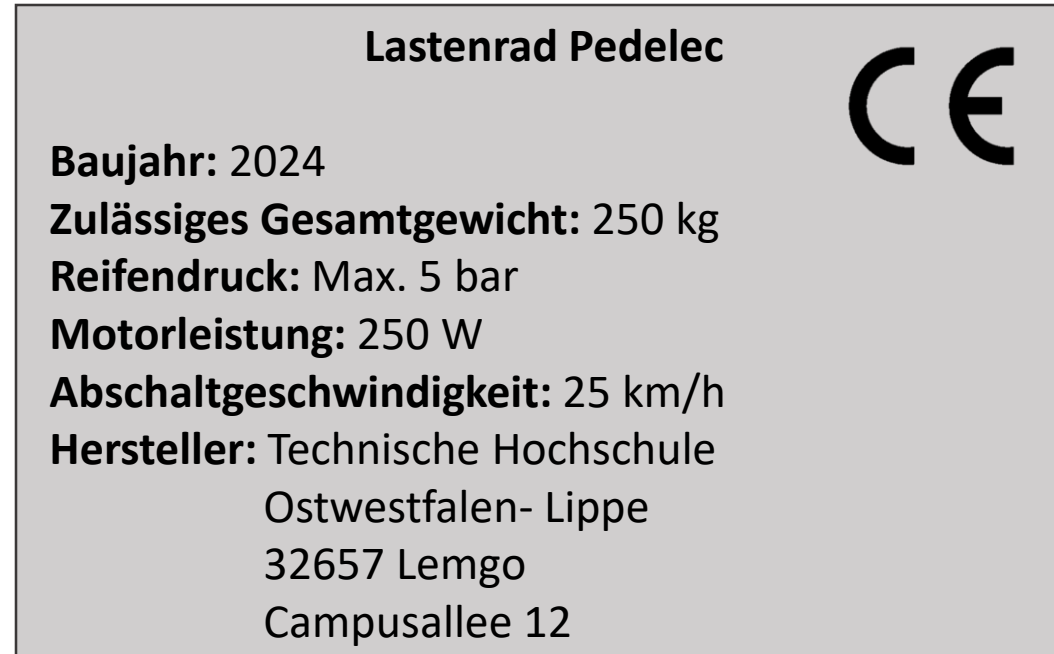 Lastenrad Pedelec
CE
Baujahr: 2024
Zulässiges Gesamtgewicht: 250 kg
Reifendruck: Max. 5 bar
Motorleistung: 250 W
Abschaltgeschwindigkeit: 25 km/h
Hersteller: Technische Hochschule
Ostwestfalen- Lippe
32657 Lemgo
Campusallee 12